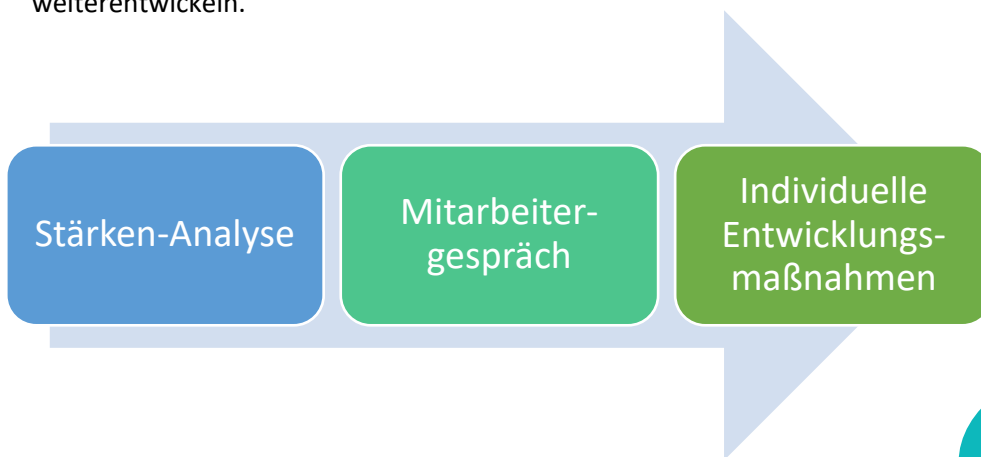 weiterentwickeln.
Stärken-Analyse
Mitarbeiter-
gespräch
Individuelle
Entwicklungs-
maßnahmen